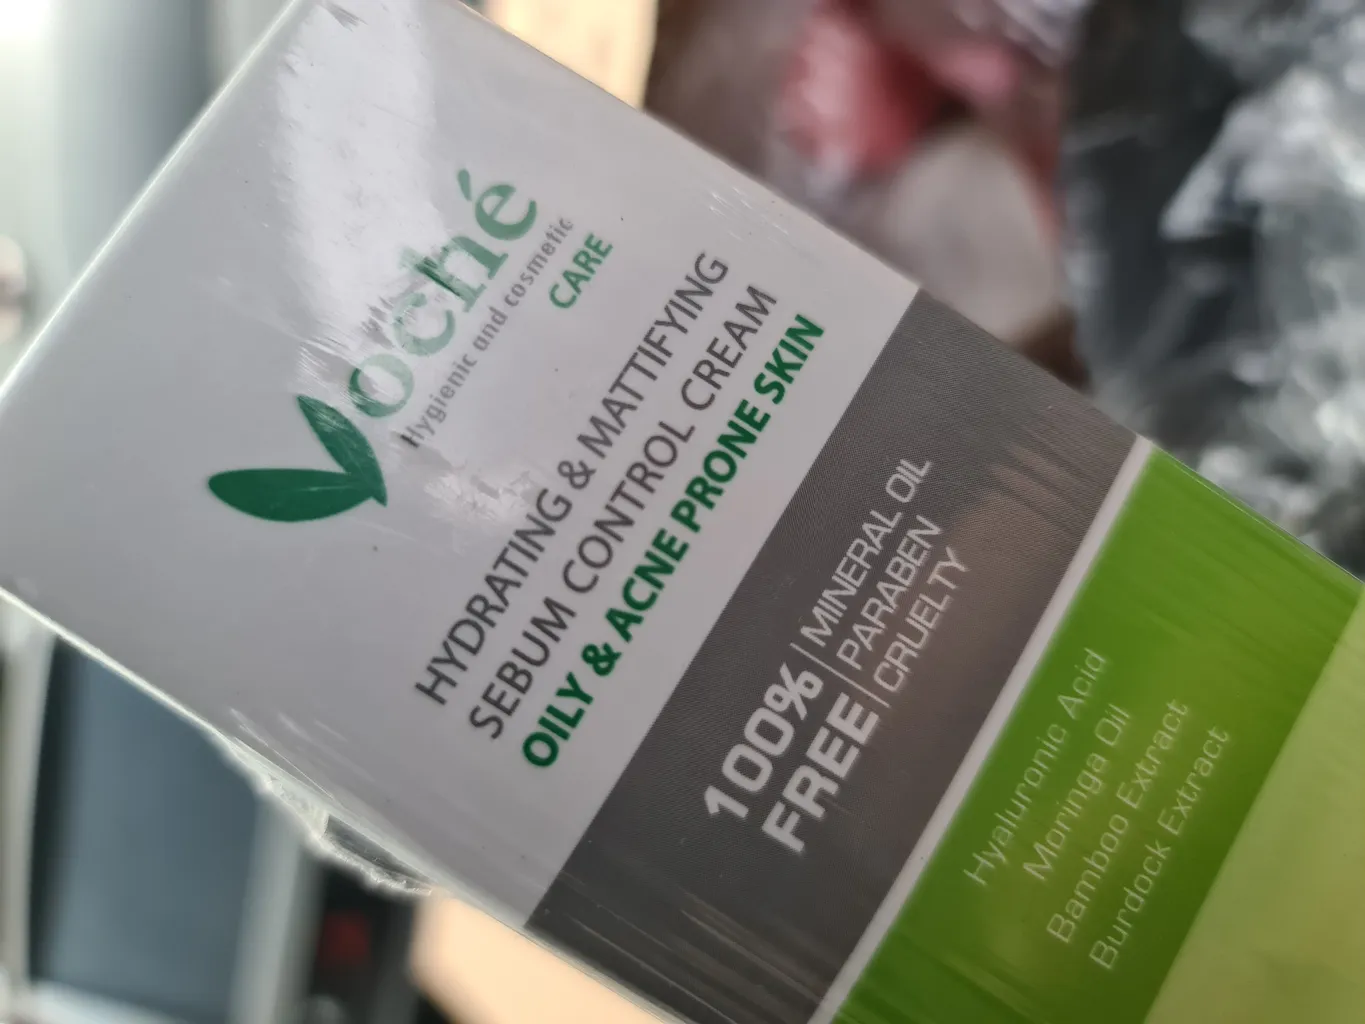 Voché
Hygienic and cosmetic
CARE
HYDRATING & MATTIFYING
SEBUM CONTROL CREAM
OILY & ACNE PRONE SKIN
100% FREE
MINERAL OIL
PARABEN
CRUELTY
Hyaluronic Acid
Moringa Oil
Bamboo Extract
Burdock Extract